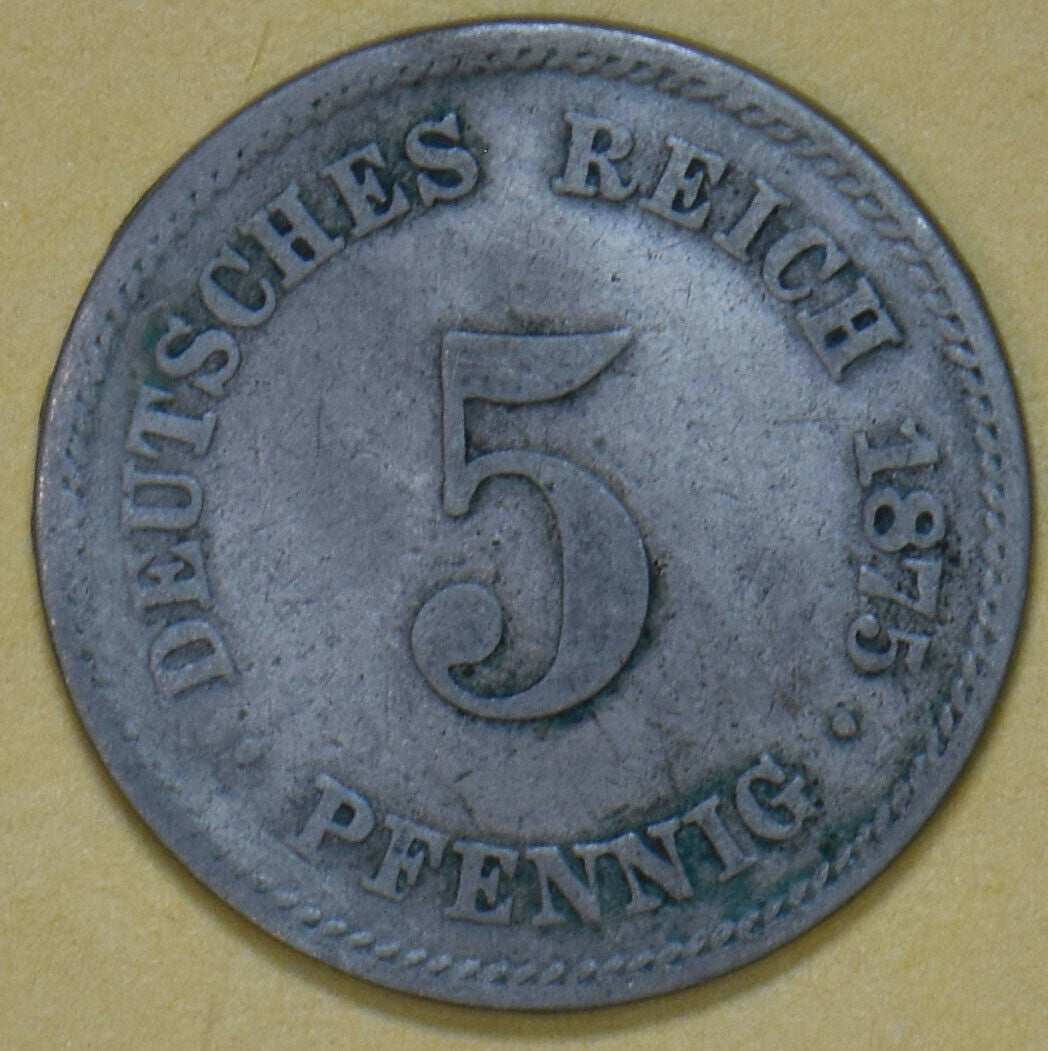 DEUTSCHES REICH 1875
5
PFENNIG